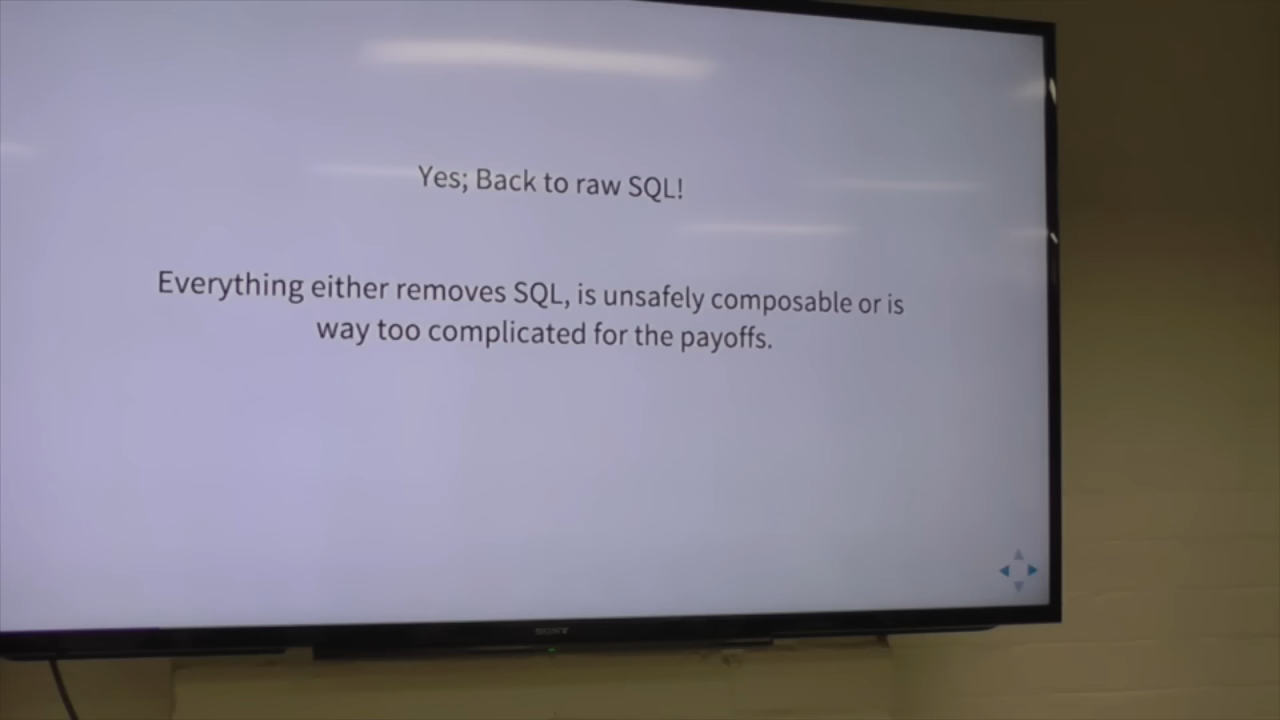 Yes; Back to raw SQL!
Everything either removes SQL, is unsafely composable or is
way too complicated for the payoffs.
SONY